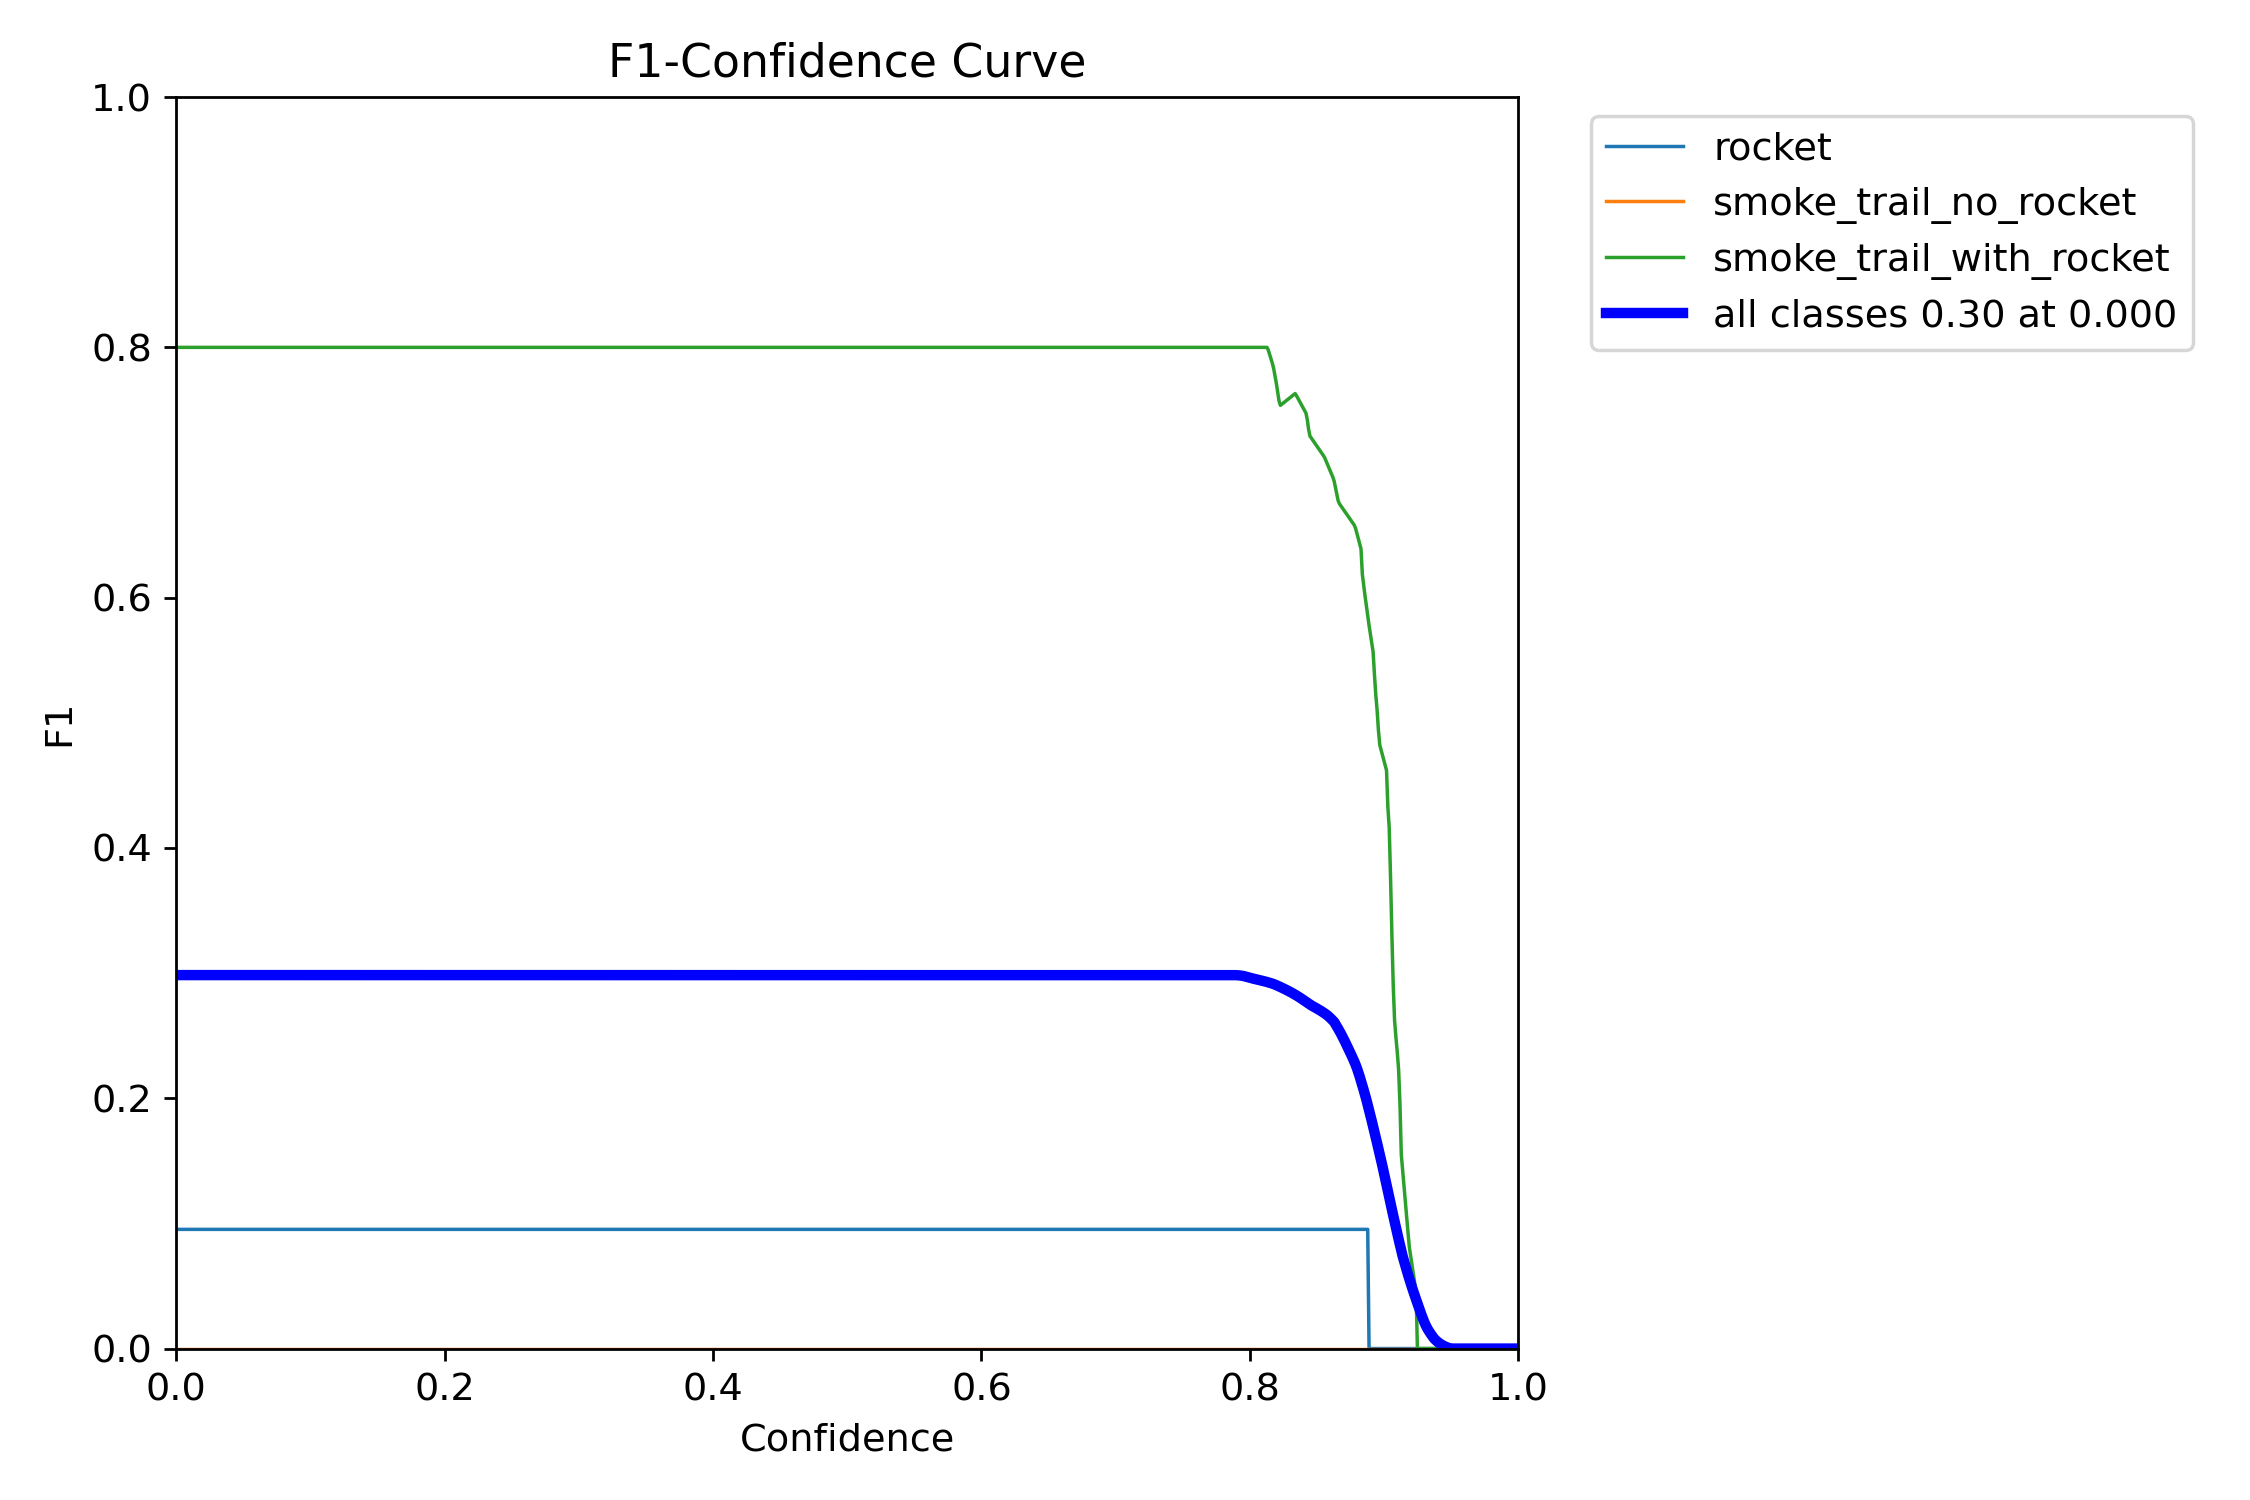 F1-Confidence Curve
1.0
0.8
0.6
0.4
0.2
0.0
F1
0.0 0.2 0.4 0.6 0.8 1.0
Confidence
rocket
smoke_trail_no_rocket
smoke_trail_with_rocket
all classes 0.30 at 0.000